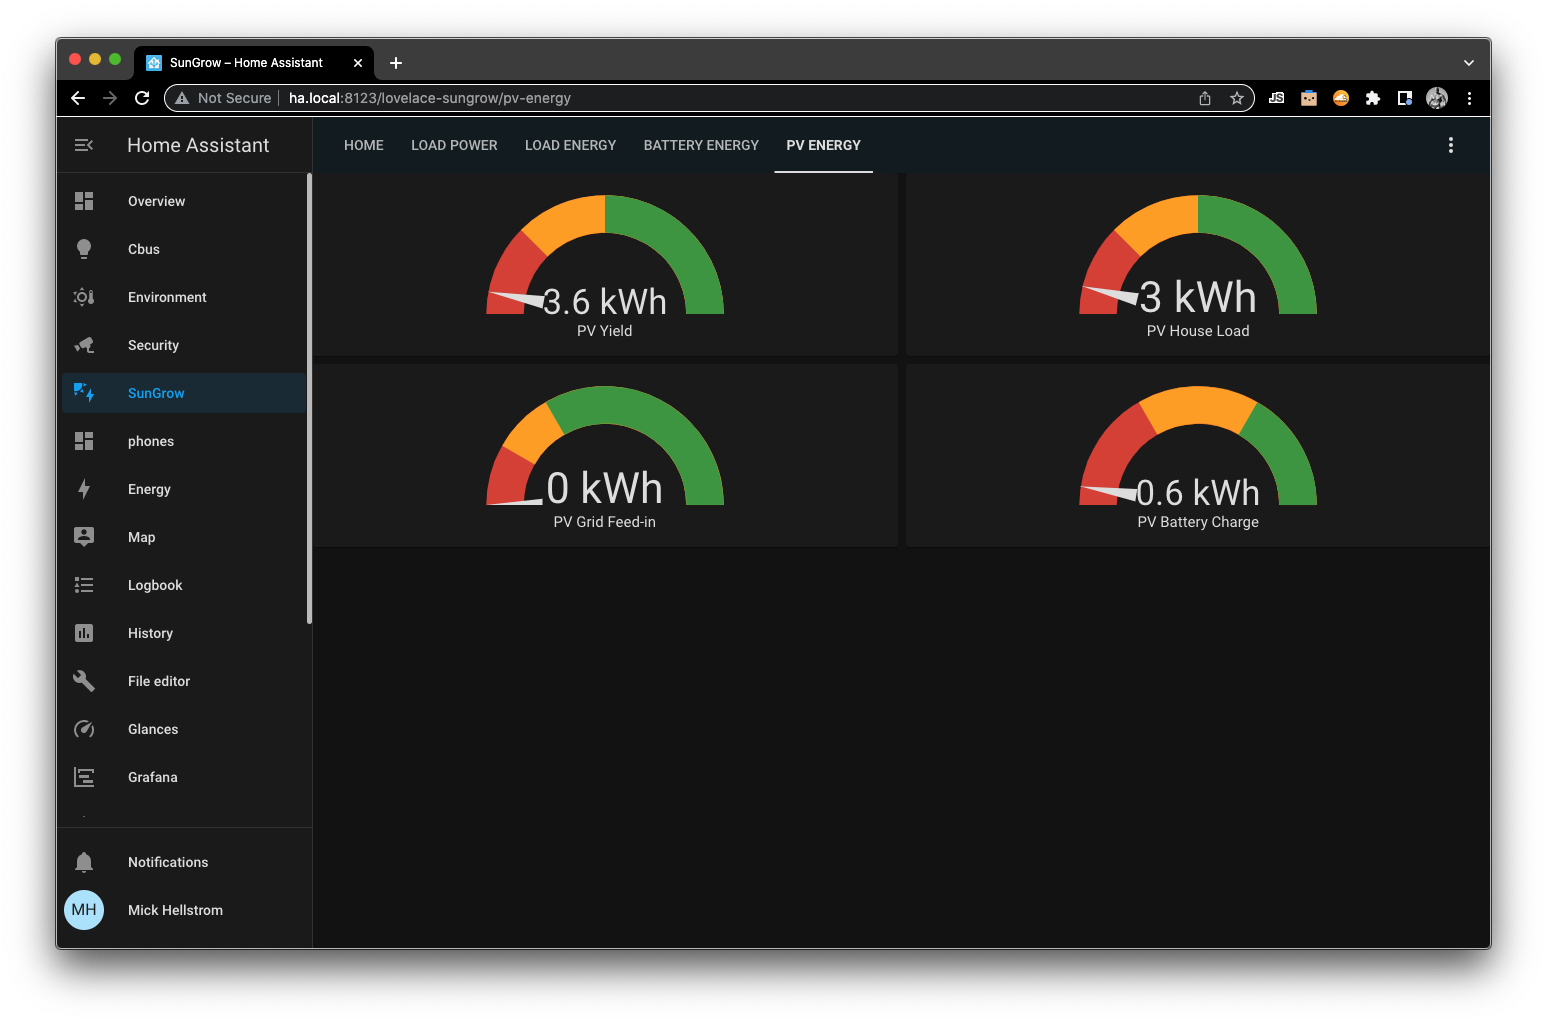 SunGrow – Home Assistant
Not Secure
ha.local:8123/lovelace-sungrow/pv-energy
JS
Home Assistant
HOME
LOAD POWER
LOAD ENERGY
BATTERY ENERGY
PV ENERGY
Overview
Cbus
Environment
Security
SunGrow
phones
Energy
Map
Logbook
History
File editor
Glances
Grafana
Notifications
MH
Mick Hellstrom
3.6 kWh
PV Yield
3 kWh
PV House Load
0 kWh
PV Grid Feed-in
0.6 kWh
PV Battery Charge